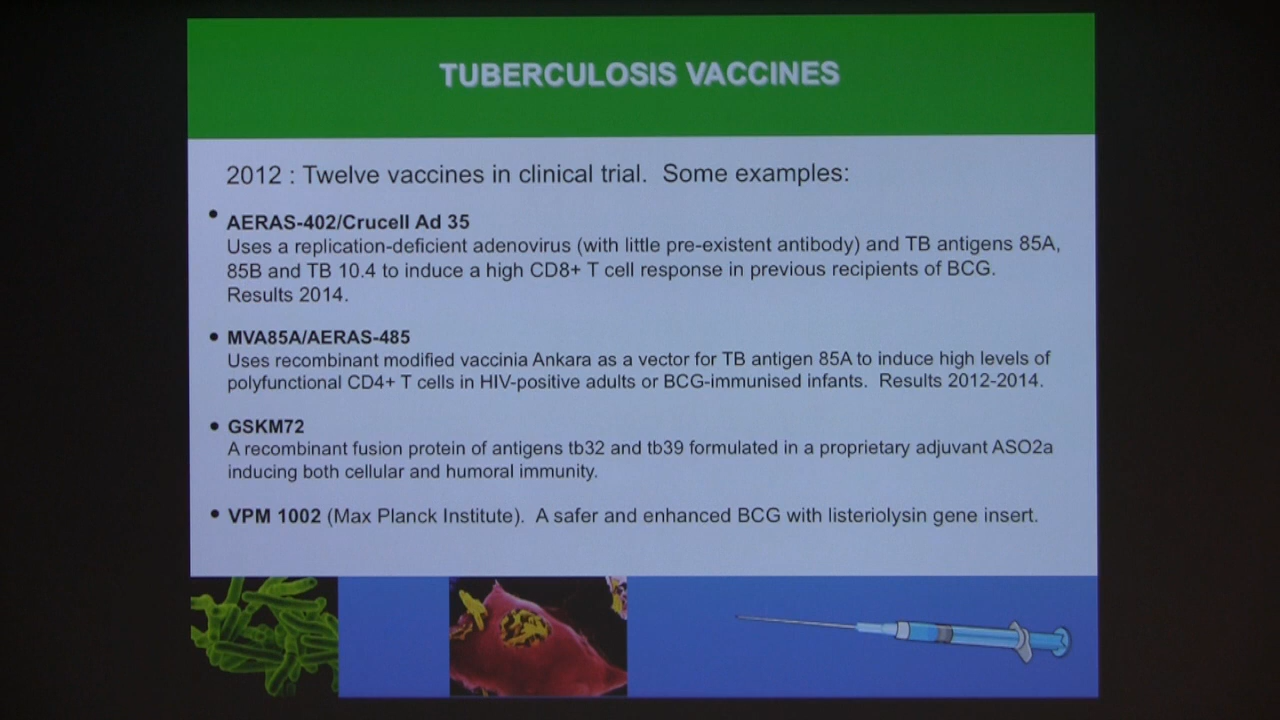 TUBERCULOSIS VACCINES
2012 : Twelve vaccines in clinical trial. Some examples:
• AERAS-402/Crucell Ad 35
Uses a replication-deficient adenovirus (with little pre-existent antibody) and TB antigens 85A,
85B and TB 10.4 to induce a high CD8+ T cell response in previous recipients of BCG.
Results 2014.
• MVA85A/AERAS-485
Uses recombinant modified vaccinia Ankara as a vector for TB antigen 85A to induce high levels of
polyfunctional CD4+ T cells in HIV-positive adults or BCG-immunised infants. Results 2012-2014.
• GSKM72
A recombinant fusion protein of antigens tb32 and tb39 formulated in a proprietary adjuvant ASO2a
inducing both cellular and humoral immunity.
• VPM 1002 (Max Planck Institute). A safer and enhanced BCG with listeriolysin gene insert.